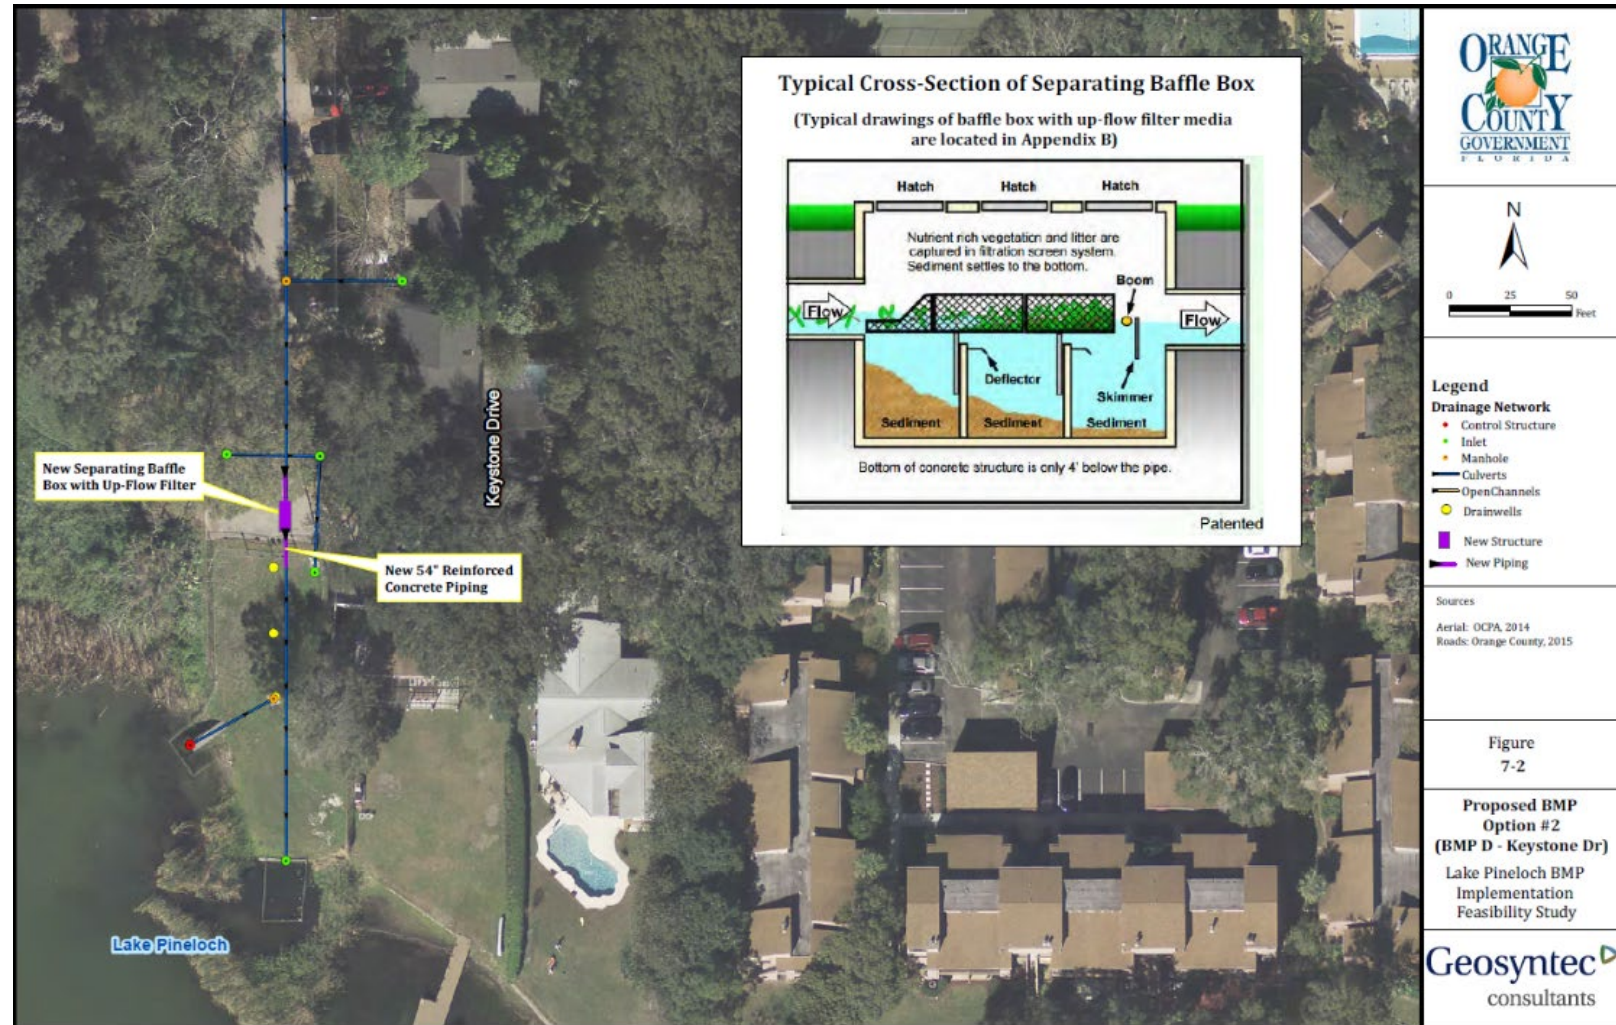 Typical Cross-Section of Separating Baffle Box
(Typical drawings of baffle box with up-flow filter media
are located in Appendix B)
Hatch
Hatch
Hatch
Nutrient rich vegetation and litter are
captured in filtration screen system.
Sediment settles to the bottom.
Boom
Flow
Flow
Deflector
Skimmer
Sediment
Sediment
Sediment
Bottom of concrete structure is only 4' below the pipe.
Patented
Keystone Drive
New Separating Baffle
Box with Up-Flow Filter
New 54" Reinforced
Concrete Piping
Lake Pineloch
ORANGE
COUNTY
GOVERNMENT
FLORIDA
N
0 25 50
Feet
Legend
Drainage Network
Control Structure
Inlet
Manhole
Culverts
OpenChannels
Drainwells
New Structure
New Piping
Sources
Aerial: OCPA, 2014
Roads: Orange County, 2015
Figure
7-2
Proposed BMP
Option #2
(BMP D - Keystone Dr)
Lake Pineloch BMP
Implementation
Feasibility Study
Geosyntec
consultants